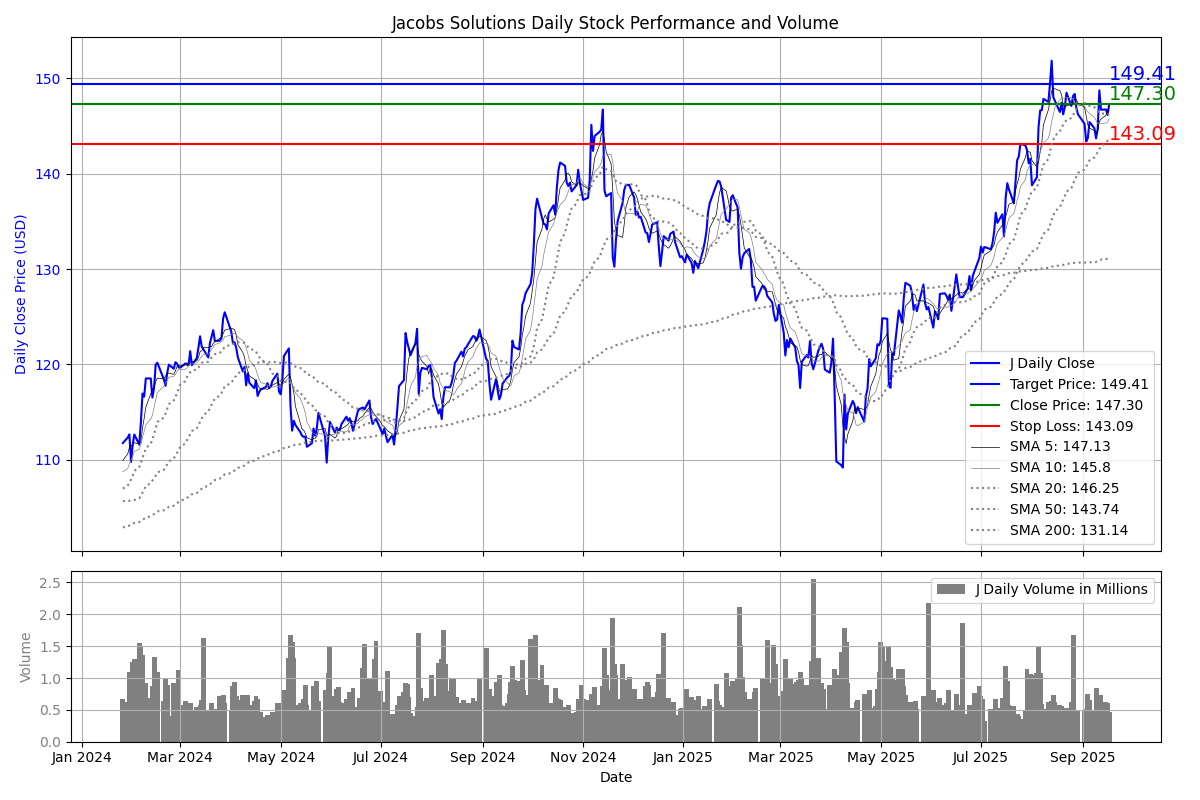 Jacobs Solutions Daily Stock Performance and Volume
Daily Close Price (USD)
150
140
130
120
110
149.41
147.30
143.09
J Daily Close
Target Price: 149.41
Close Price: 147.30
Stop Loss: 143.09
SMA 5: 147.13
SMA 10: 145.8
SMA 20: 146.25
SMA 50: 143.74
SMA 200: 131.14
Volume
2.5
2.0
1.5
1.0
0.5
0.0
J Daily Volume in Millions
Jan 2024 Mar 2024 May 2024 Jul 2024 Sep 2024 Nov 2024 Jan 2025 Mar 2025 May 2025 Jul 2025 Sep 2025
Date